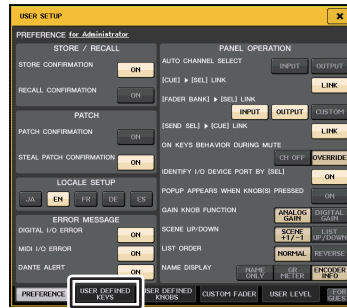 USER SETUP
PREFERENCE for Administrator
STORE / RECALL
STORE CONFIRMATION ON
RECALL CONFIRMATION ON
PATCH
PATCH CONFIRMATION ON
STEAL PATCH CONFIRMATION ON
LOCALE SETUP
JA EN FR DE ES
ERROR MESSAGE
DIGITAL I/O ERROR ON
MIDI I/O ERROR ON
DANTE ALERT ON
PANEL OPERATION
AUTO CHANNEL SELECT INPUT OUTPUT
[CUE] ▶ [SEL] LINK LINK
[FADER BANK] ▶ [SEL] LINK
INPUT OUTPUT CUSTOM
[SEND SEL] ▶ [CUE] LINK LINK
ON KEYS BEHAVIOR DURING MUTE
CH OFF OVERRIDE
IDENTIFY I/O DEVICE PORT BY [SEL] ON
POPUP APPEARS WHEN KNOB(S) PRESSED ON
GAIN KNOB FUNCTION ANALOG GAIN DIGITAL GAIN
SCENE UP/DOWN SCENE +1/-1 LIST UP/DOWN
LIST ORDER NORMAL REVERSE
NAME DISPLAY NAME ONLY GR METER ENCODER INFO
PREFERENCE USER DEFINED KEYS USER DEFINED KNOBS CUSTOM FADER USER LEVEL FOR GUES